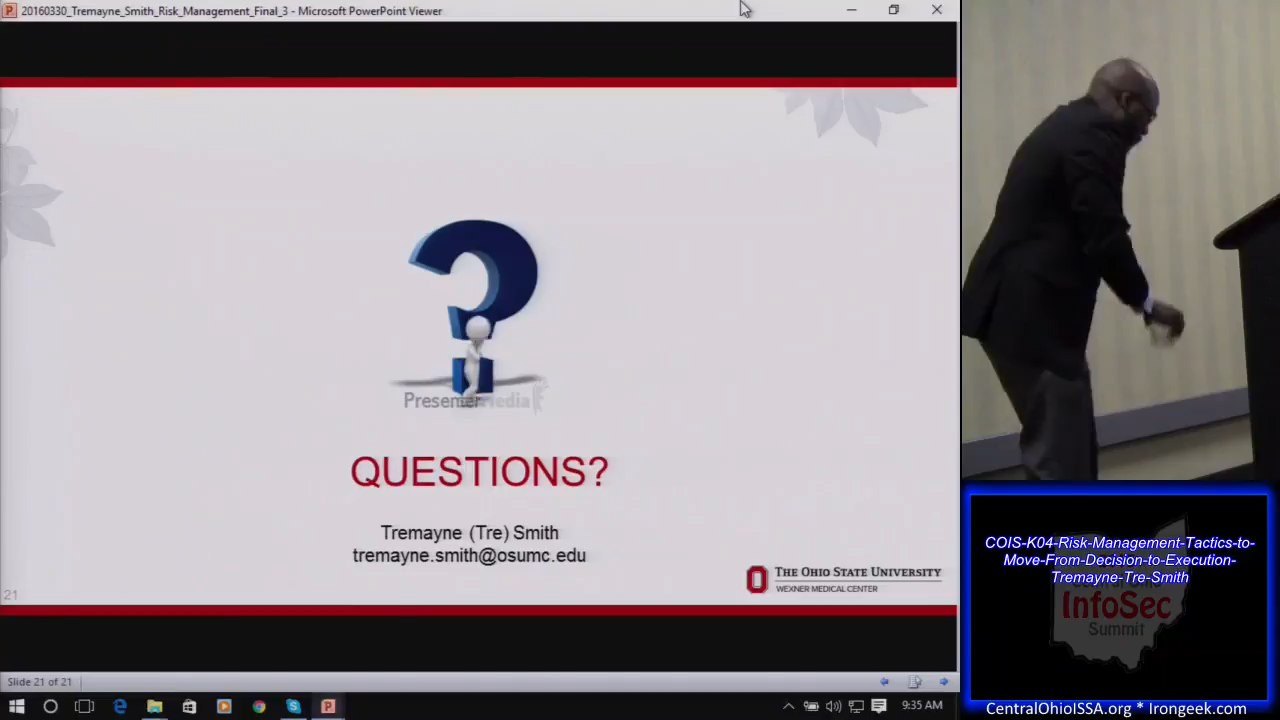 20160330_Tremayne_Smith_Risk_Management_Final_3 - Microsoft PowerPoint Viewer
QUESTIONS?
Tremayne (Tre) Smith
tremayne.smith@osumc.edu
THE OHIO STATE UNIVERSITY
WEXNER MEDICAL CENTER
21
Slide 21 of 21
9:35 AM
COIS-K04-Risk-Management-Tactics-to-
Move-From-Decision-to-Execution-
Tremayne-Tre-Smith
InfoSec
Summit
CentralOhioISSA.org * Irongeek.com